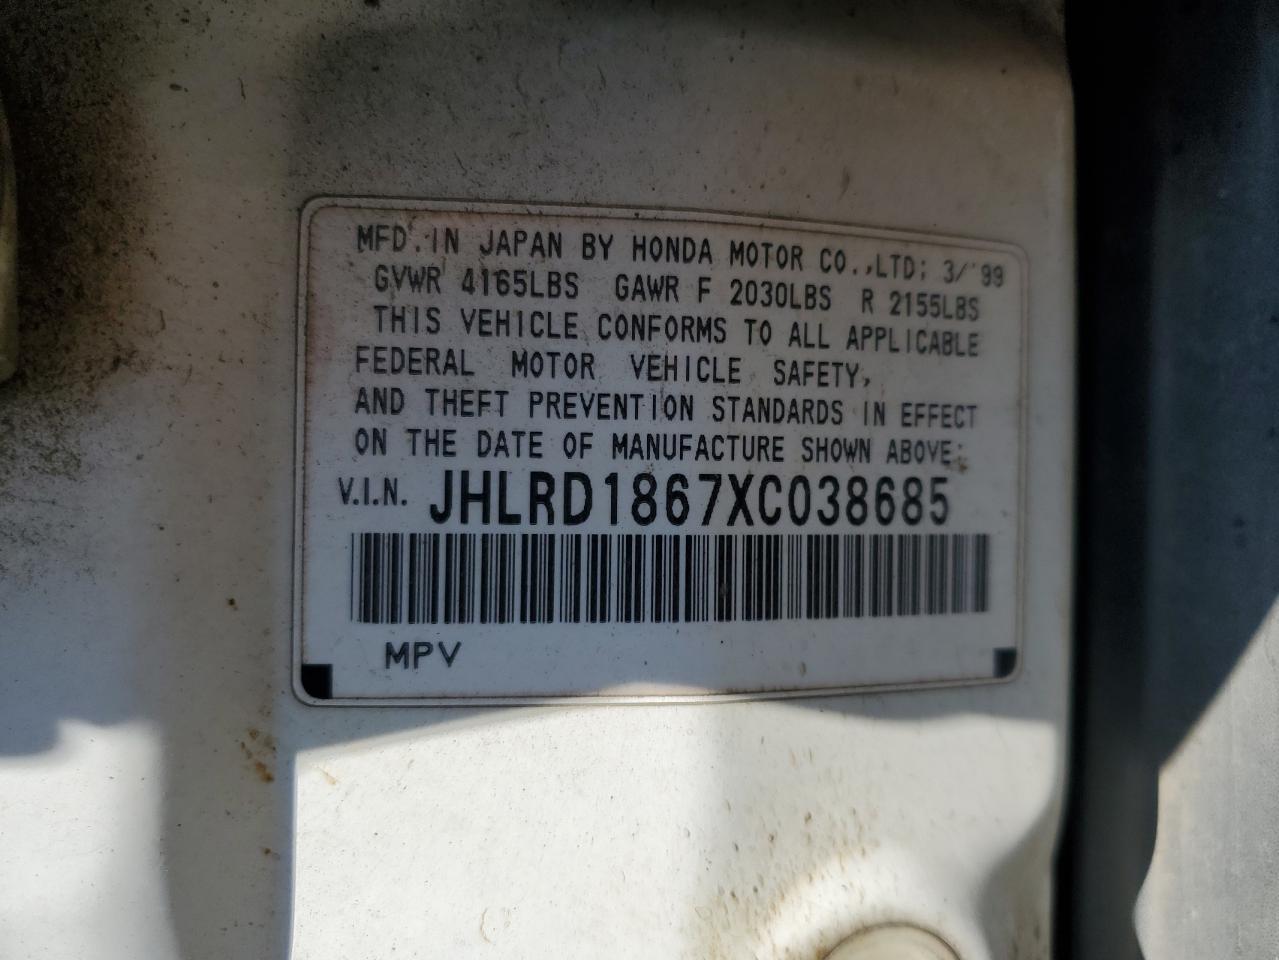 MFD. IN JAPAN BY HONDA MOTOR CO.,LTD; 3/'99
GVWR 4165LBS GAWR F 2030LBS R 2155LBS
THIS VEHICLE CONFORMS TO ALL APPLICABLE
FEDERAL MOTOR VEHICLE SAFETY,
AND THEFT PREVENTION STANDARDS IN EFFECT
ON THE DATE OF MANUFACTURE SHOWN ABOVE:
V.I.N. JHLRD1867XC038685
MPV